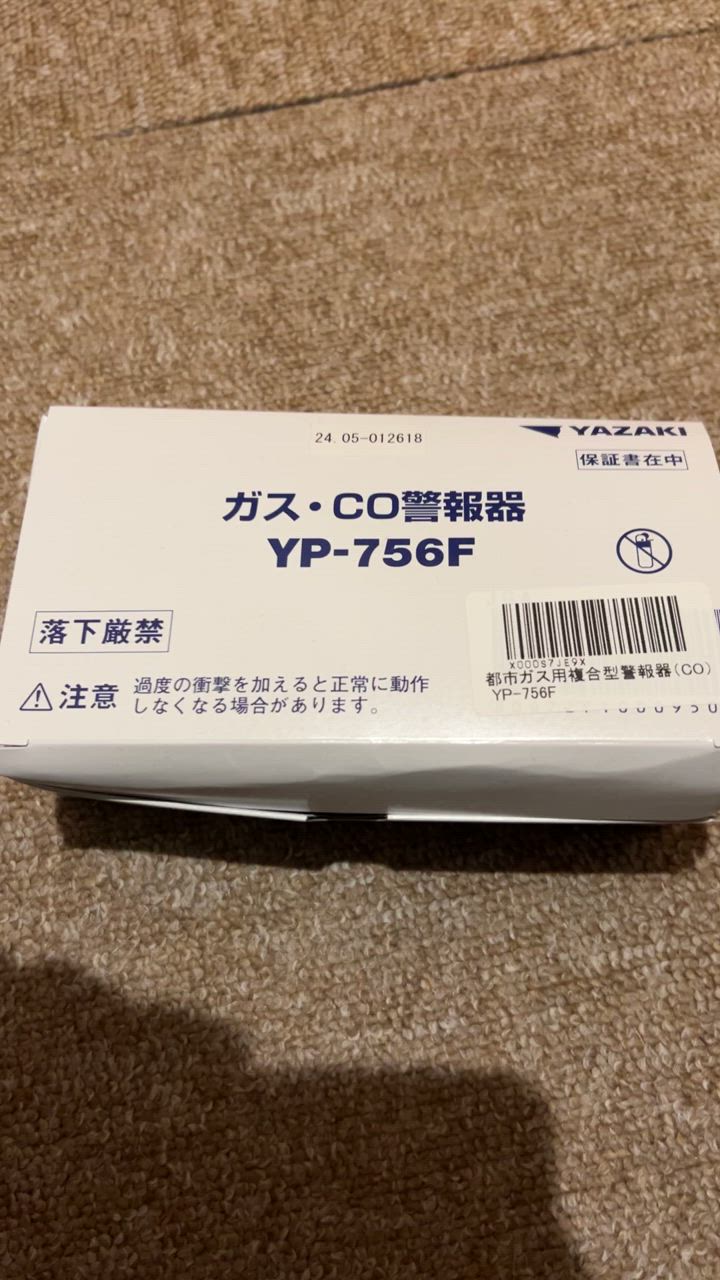 24.05-012618
YAZAKI
保証書在中
ガス・CO警報器
YP-756F
落下厳禁
X000S7JE9X
都市ガス用複合型警報器(CO)
YP-756F
注意
過度の衝撃を加えると正常に動作
しなくなる場合があります。